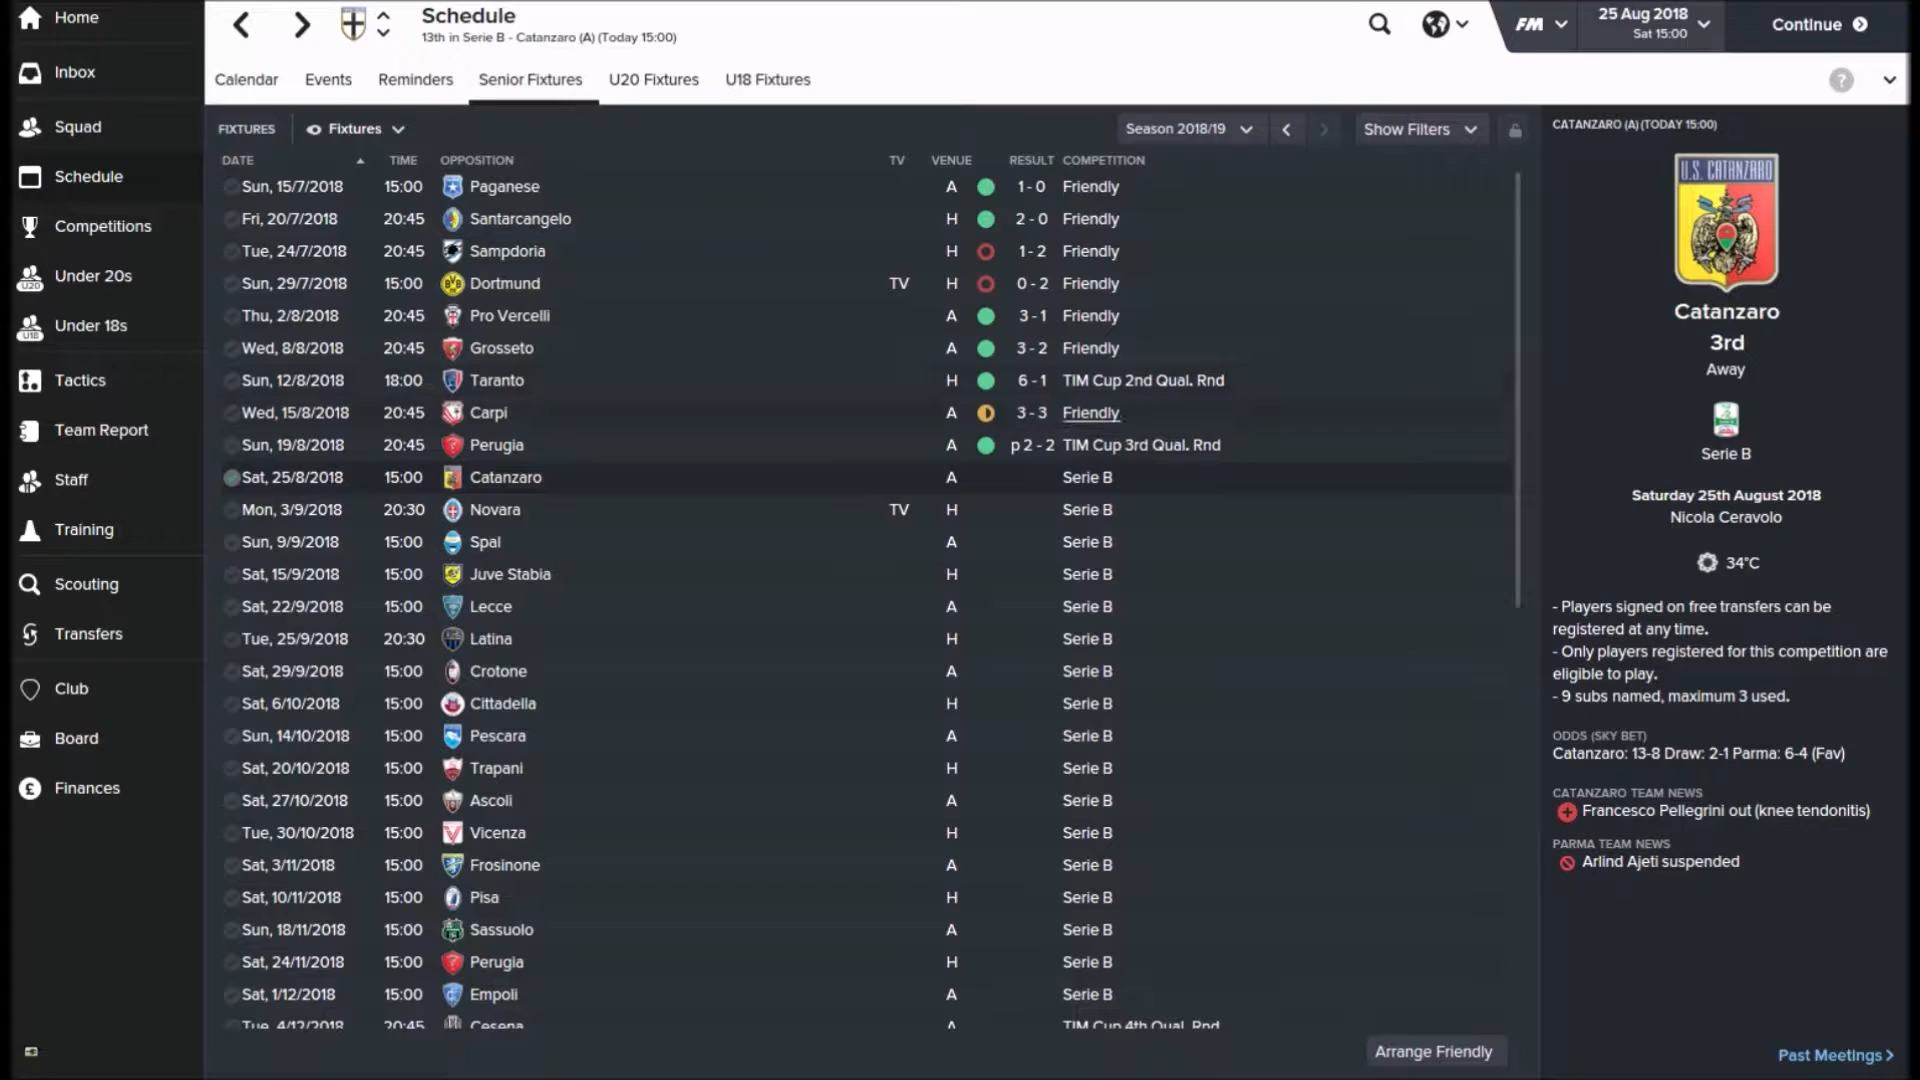 Home
Inbox
Squad
Schedule
Competitions
U20
Under 20s
U18
Under 18s
Tactics
Team Report
Staff
Training
Scouting
Transfers
Club
Board
£
Finances
Schedule
13th in Serie B - Catanzaro (A) (Today 15:00)
FM
25 Aug 2018
Sat 15:00
Continue
Calendar Events Reminders Senior Fixtures U20 Fixtures U18 Fixtures
?
FIXTURES Fixtures Season 2018/19 Show Filters
DATE TIME OPPOSITION TV VENUE RESULT COMPETITION
Sun, 15/7/2018 15:00 Paganese A 1 - 0 Friendly
Fri, 20/7/2018 20:45 Santarcangelo H 2 - 0 Friendly
Tue, 24/7/2018 20:45 Sampdoria H 1 - 2 Friendly
Sun, 29/7/2018 15:00 Dortmund TV H 0 - 2 Friendly
Thu, 2/8/2018 20:45 Pro Vercelli A 3 - 1 Friendly
Wed, 8/8/2018 20:45 Grosseto A 3 - 2 Friendly
Sun, 12/8/2018 18:00 Taranto H 6 - 1 TIM Cup 2nd Qual. Rnd
Wed, 15/8/2018 20:45 Carpi A 3 - 3 Friendly
Sun, 19/8/2018 20:45 Perugia A p 2 - 2 TIM Cup 3rd Qual. Rnd
Sat, 25/8/2018 15:00 Catanzaro A Serie B
Mon, 3/9/2018 20:30 Novara TV H Serie B
Sun, 9/9/2018 15:00 Spal A Serie B
Sat, 15/9/2018 15:00 Juve Stabia H Serie B
Sat, 22/9/2018 15:00 Lecce A Serie B
Tue, 25/9/2018 20:30 Latina H Serie B
Sat, 29/9/2018 15:00 Crotone A Serie B
Sat, 6/10/2018 15:00 Cittadella H Serie B
Sun, 14/10/2018 15:00 Pescara A Serie B
Sat, 20/10/2018 15:00 Trapani H Serie B
Sat, 27/10/2018 15:00 Ascoli A Serie B
Tue, 30/10/2018 15:00 Vicenza H Serie B
Sat, 3/11/2018 15:00 Frosinone A Serie B
Sat, 10/11/2018 15:00 Pisa H Serie B
Sun, 18/11/2018 15:00 Sassuolo A Serie B
Sat, 24/11/2018 15:00 Perugia H Serie B
Sat, 1/12/2018 15:00 Empoli A Serie B
Tue, 4/12/2018 20:45 Cesena A TIM Cup 4th Qual. Rnd
Arrange Friendly
CATANZARO (A) (TODAY 15:00)
U.S. CATANZARO
Catanzaro
3rd
Away
Serie B
Saturday 25th August 2018
Nicola Ceravolo
34°C
- Players signed on free transfers can be
registered at any time.
- Only players registered for this competition are
eligible to play.
- 9 subs named, maximum 3 used.
ODDS (SKY BET)
Catanzaro: 13-8 Draw: 2-1 Parma: 6-4 (Fav)
CATANZARO TEAM NEWS
Francesco Pellegrini out (knee tendonitis)
PARMA TEAM NEWS
Arlind Ajeti suspended
Past Meetings >